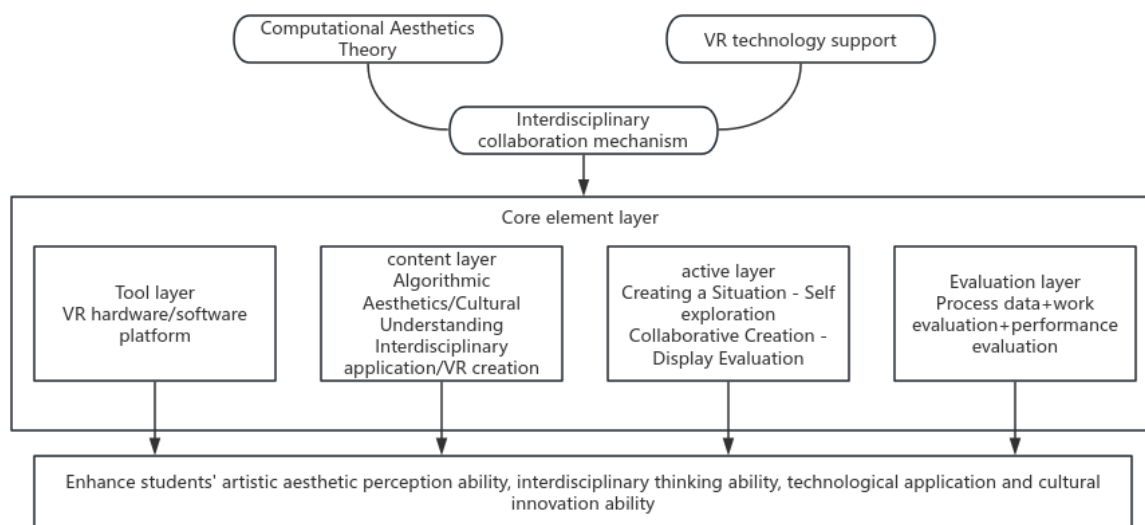 Computational Aesthetics
Theory
VR technology support
Interdisciplinary
collaboration mechanism
Core element layer
Tool layer
VR hardware/software
platform
content layer
Algorithmic
Aesthetics/Cultural
Understanding
Interdisciplinary
application/VR creation
active layer
Creating a Situation - Self
exploration
Collaborative Creation -
Display Evaluation
Evaluation layer
Process data+work
evaluation+performance
evaluation
Enhance students' artistic aesthetic perception ability, interdisciplinary thinking ability, technological application and cultural
innovation ability